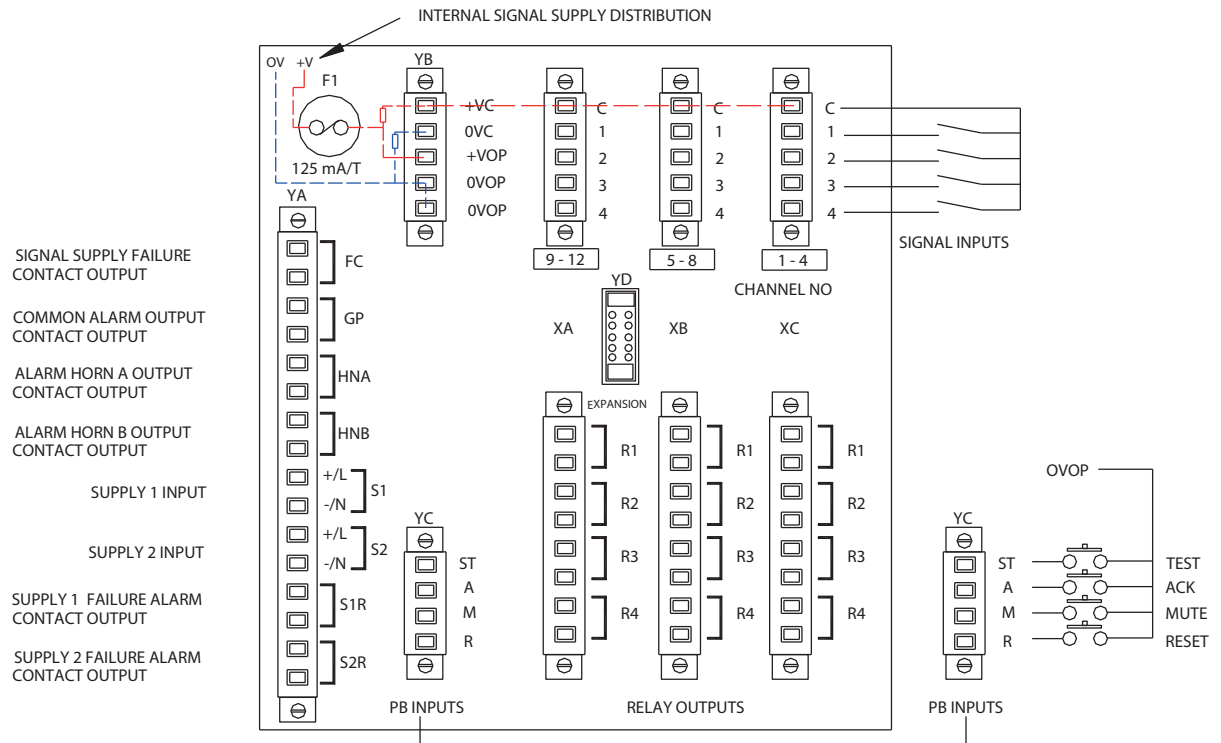 INTERNAL SIGNAL SUPPLY DISTRIBUTION
OV +V
F1
125 mA/T
YB
+VC
0VC
+VOP
0VOP
0VOP
C
1
2
3
4
9 - 12
C
1
2
3
4
5 - 8
C
1
2
3
4
1 - 4
CHANNEL NO
SIGNAL INPUTS
YA
SIGNAL SUPPLY FAILURE
CONTACT OUTPUT
FC
COMMON ALARM OUTPUT
CONTACT OUTPUT
GP
ALARM HORN A OUTPUT
CONTACT OUTPUT
HNA
ALARM HORN B OUTPUT
CONTACT OUTPUT
HNB
SUPPLY 1 INPUT
+/L
-/N
S1
SUPPLY 2 INPUT
+/L
-/N
S2
SUPPLY 1 FAILURE ALARM
CONTACT OUTPUT
S1R
SUPPLY 2 FAILURE ALARM
CONTACT OUTPUT
S2R
YD
EXPANSION
XA
XB
XC
R1
R2
R3
R4
R1
R2
R3
R4
R1
R2
R3
R4
RELAY OUTPUTS
YC
ST
A
M
R
PB INPUTS
OVOP
YC
ST
A
M
R
TEST
ACK
MUTE
RESET
PB INPUTS